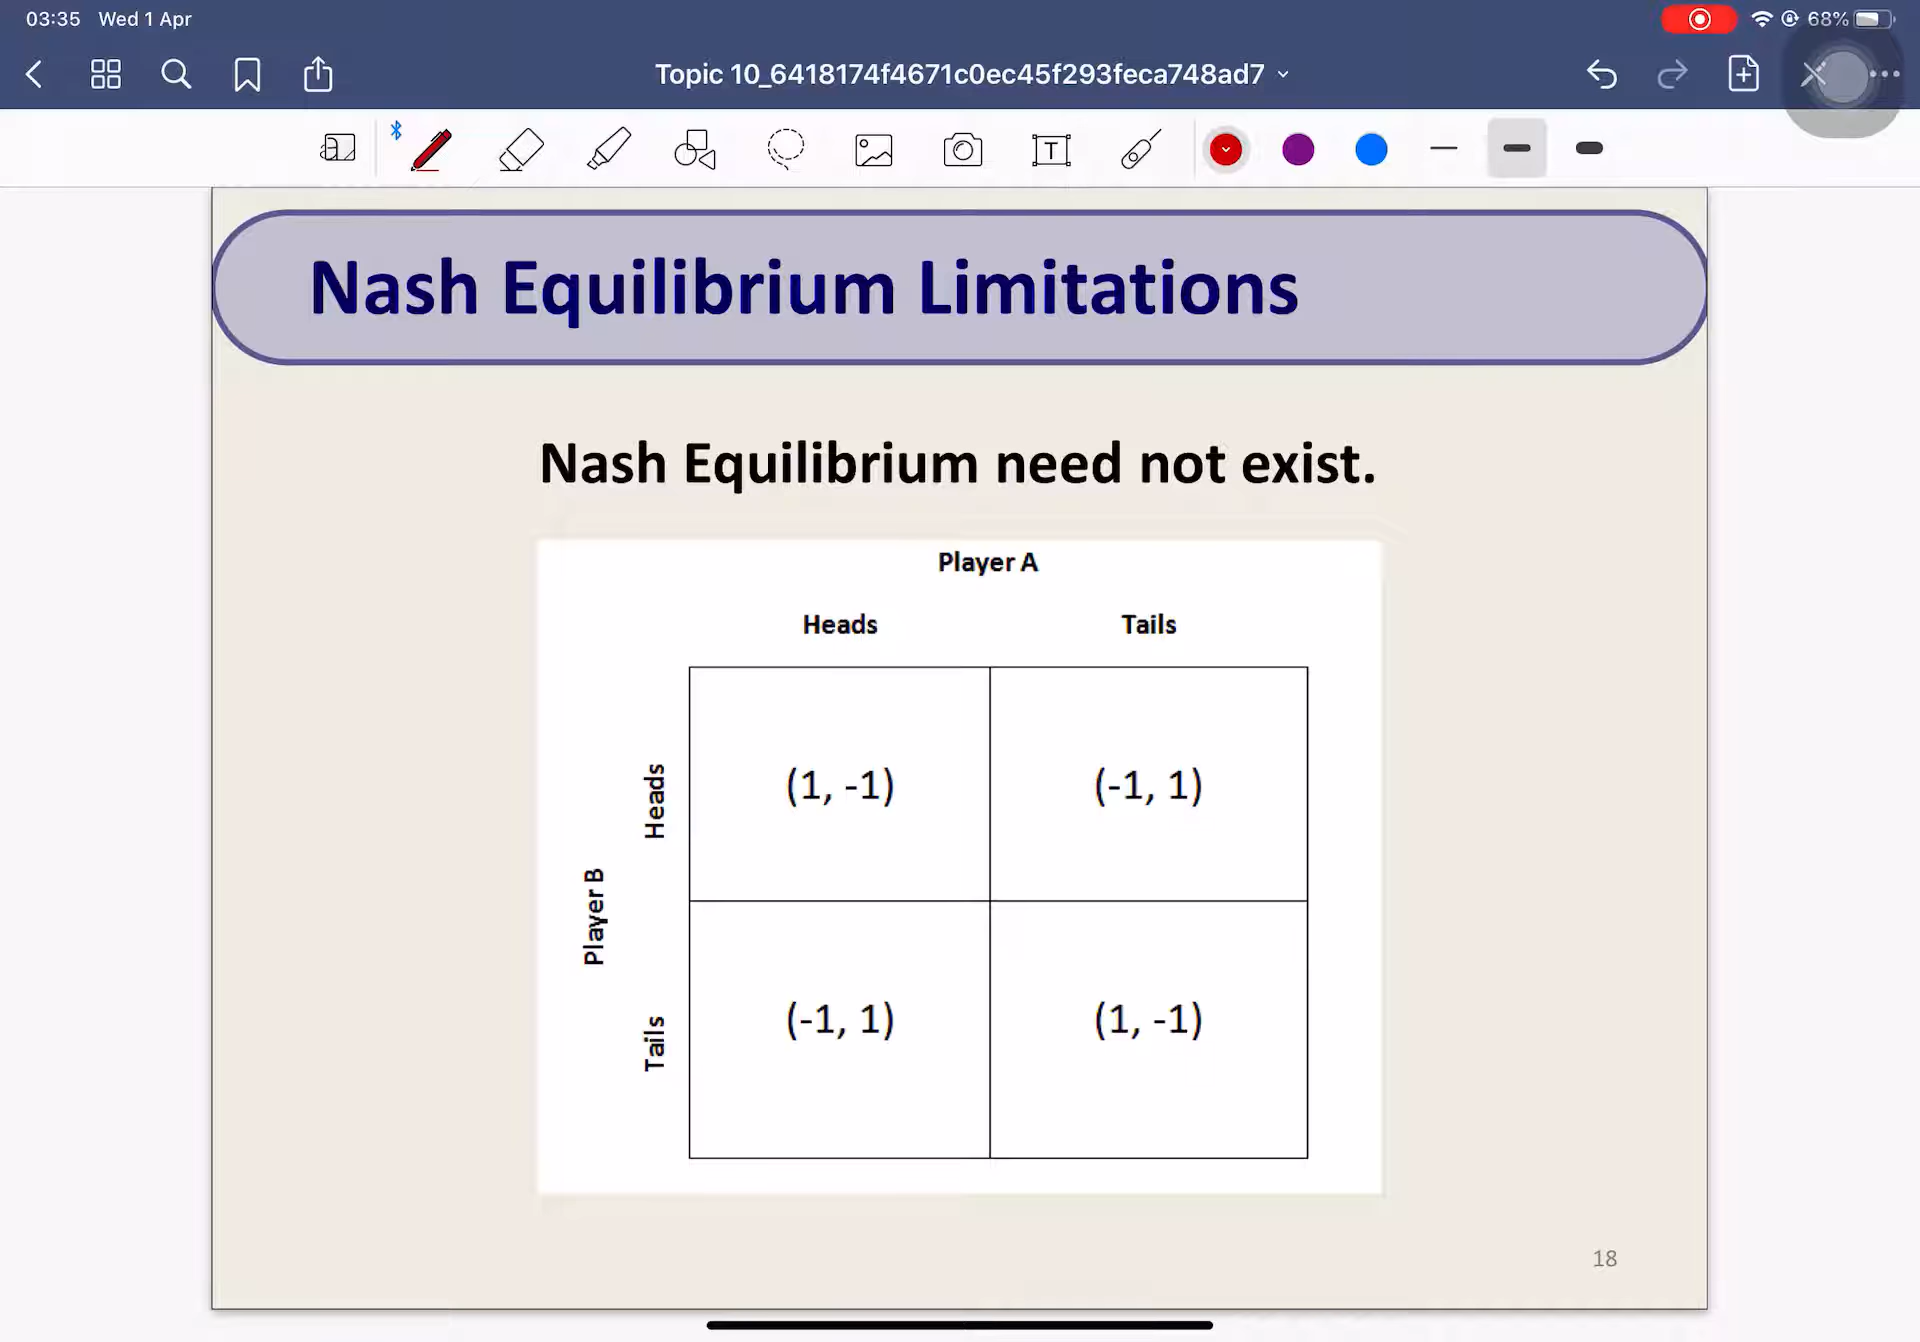 03:35 Wed 1 Apr
68%
Topic 10_6418174f4671c0ec45f293feca748ad7
Nash Equilibrium Limitations
Nash Equilibrium need not exist.
Player A
Heads Tails
Player B
Heads
(1, -1) (-1, 1)
Tails
(-1, 1) (1, -1)
18